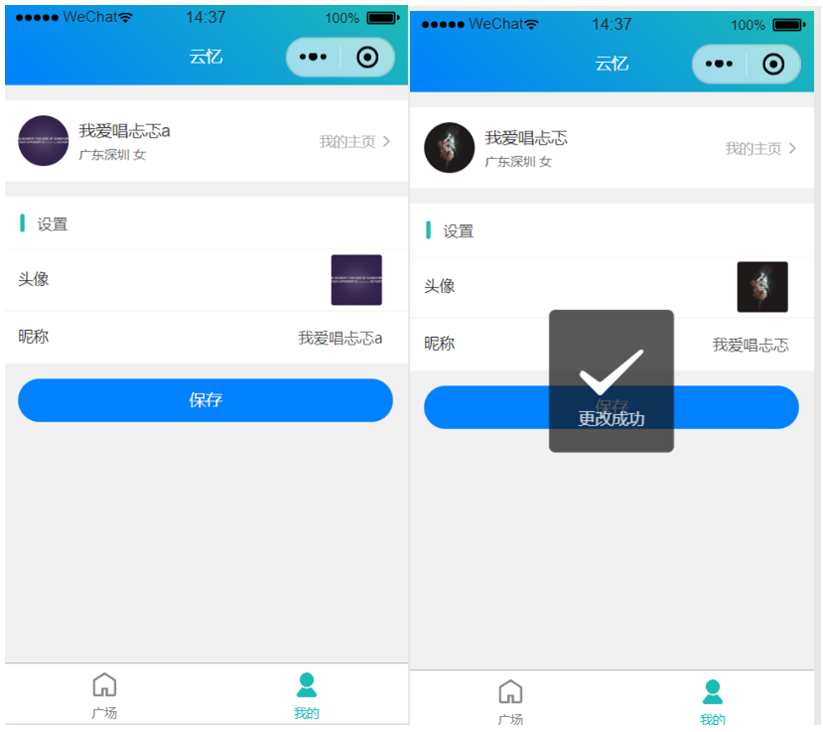 WeChat 14:37 100%
云忆
我爱唱忐忑a
广东深圳 女
我的主页
设置
头像
昵称
我爱唱忐忑a
保存
广场
我的
WeChat 14:37 100%
云忆
我爱唱忐忑
广东深圳 女
我的主页
设置
头像
昵称
我爱唱忐忑
保存
更改成功
广场
我的